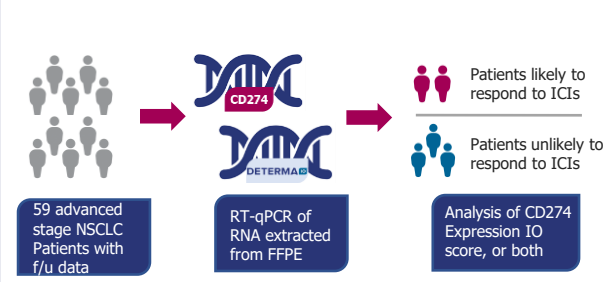 CD274
DETERMA IO
Patients likely to
respond to ICIs
Patients unlikely to
respond to ICIs
59 advanced
stage NSCLC
Patients with
f/u data
RT-qPCR of
RNA extracted
from FFPE
Analysis of CD274
Expression IO
score, or both